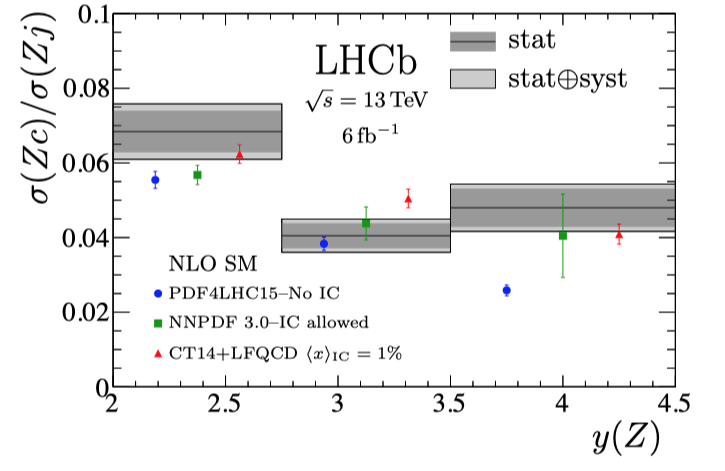 σ(Zc)/σ(Zj)
0.1
0.08
0.06
0.04
0.02
0
LHCb
√s = 13 TeV
6 fb⁻¹
stat
stat⊕syst
NLO SM
PDF4LHC15–No IC
NNPDF 3.0–IC allowed
CT14+LFQCD ⟨x⟩IC = 1%
2 2.5 3 3.5 4 4.5
y(Z)